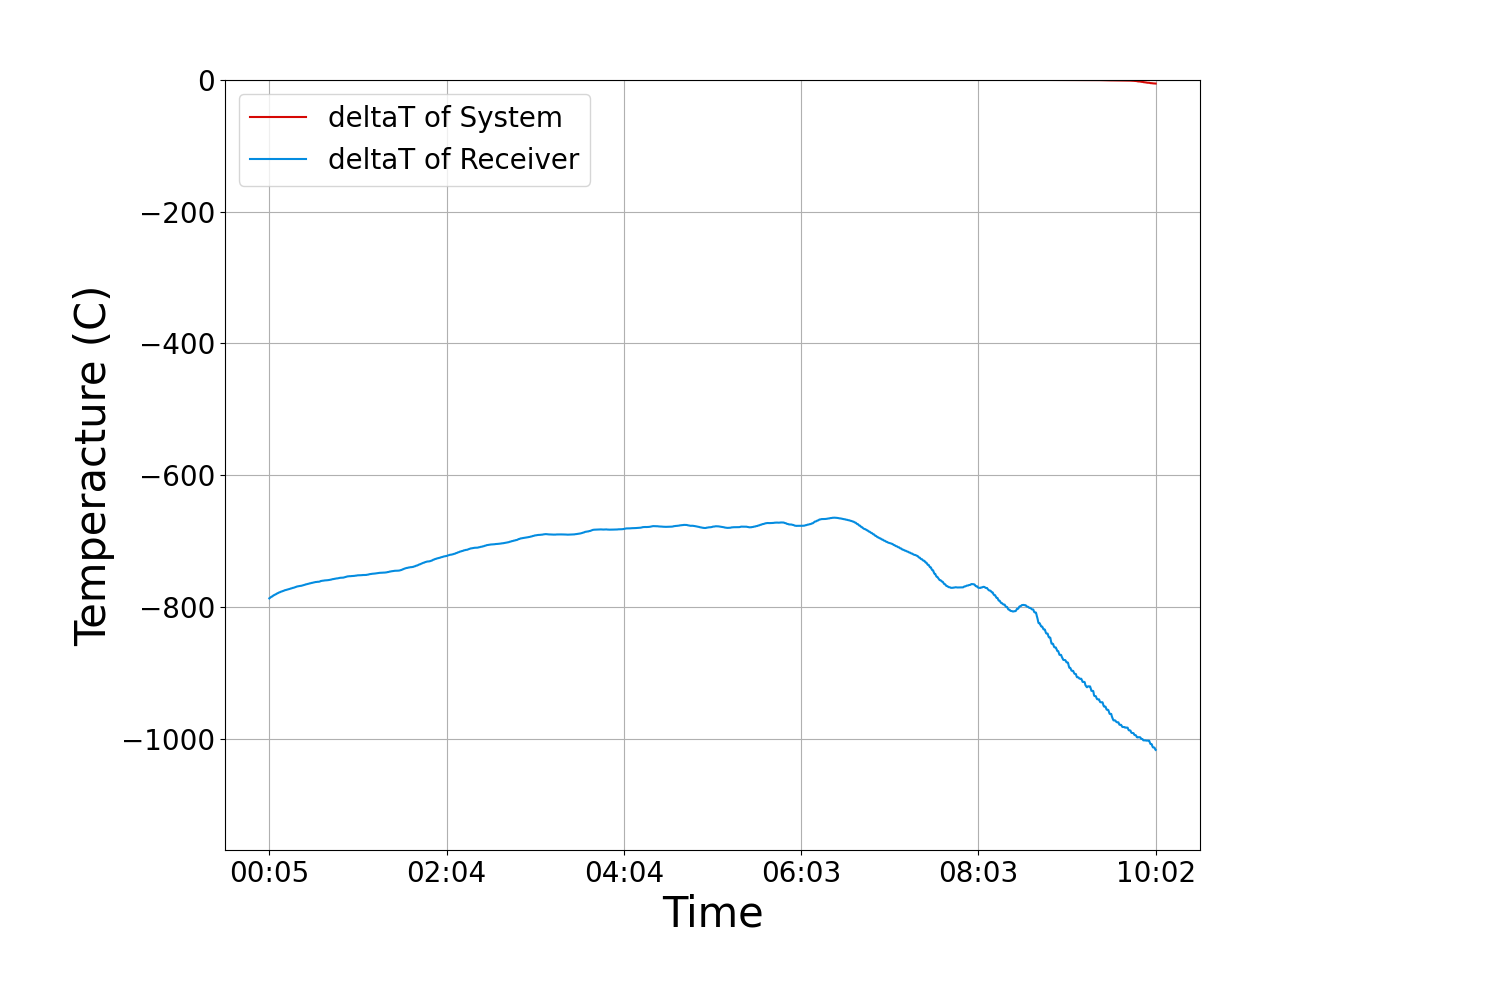 deltaT of System
deltaT of Receiver
0
−200
−400
−600
−800
−1000
Temperacture (C)
00:05 02:04 04:04 06:03 08:03 10:02
Time